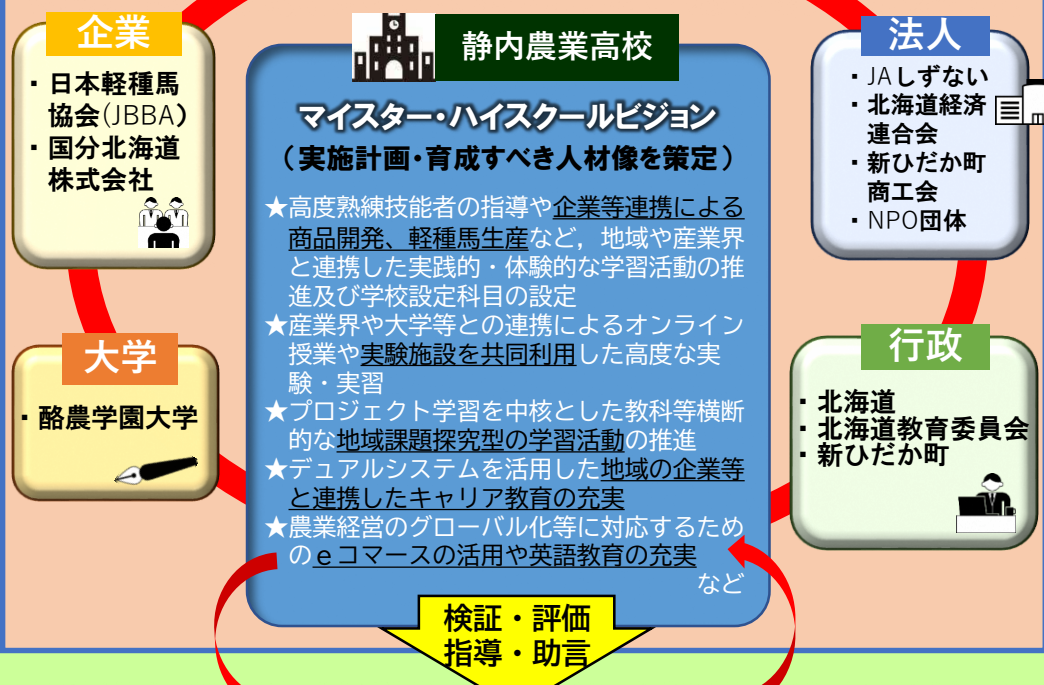 企業
・日本軽種馬
協会(JBBA)
・国分北海道
株式会社
大学
・酪農学園大学
静内農業高校
マイスター・ハイスクールビジョン
（実施計画・育成すべき人材像を策定）
★高度熟練技能者の指導や企業等連携による
商品開発、軽種馬生産など，地域や産業界
と連携した実践的・体験的な学習活動の推
進及び学校設定科目の設定
★産業界や大学等との連携によるオンライン
授業や実験施設を共同利用した高度な実
験・実習
★プロジェクト学習を中核とした教科等横断
的な地域課題探究型の学習活動の推進
★デュアルシステムを活用した地域の企業等
と連携したキャリア教育の充実
★農業経営のグローバル化等に対応するため
のｅコマースの活用や英語教育の充実
など
検証・評価
指導・助言
法人
・JAしずない
・北海道経済
連合会
・新ひだか町
商工会
・NPO団体
行政
・北海道
・北海道教育委員会
・新ひだか町